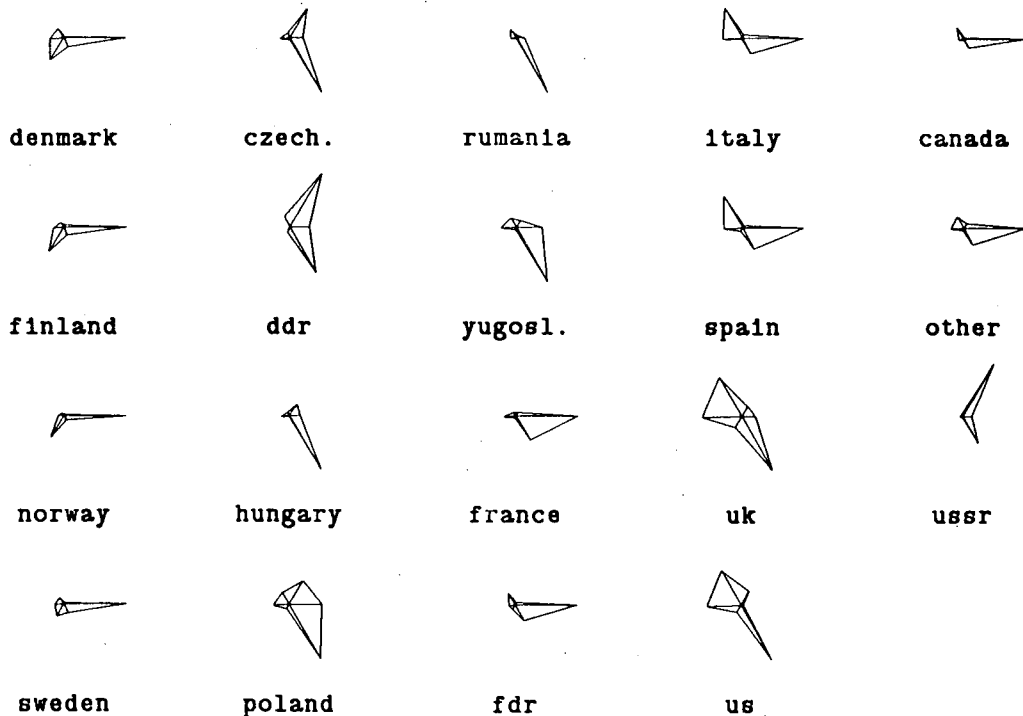 denmark czech. rumania italy canada
finland ddr yugosl. spain other
norway hungary france uk ussr
sweden poland fdr us